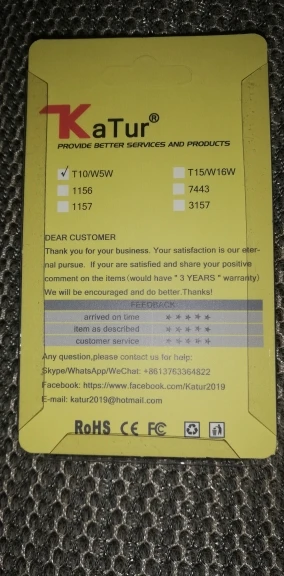 KaTur®
PROVIDE BETTER SERVICES AND PRODUCTS
✓ T10/W5W T15/W16W
1156 7443
1157 3157
DEAR CUSTOMER
Thank you for your business. Your satisfaction is our eter-
nal pursue. If your are satisfied and share your positive
comment on the items (would have " 3 YEARS " warranty)
We will be encouraged and do better.Thanks!
FEEDBACK
arrived on time ★★★★★
item as described ★★★★★
customer service ★★★★★
Any question,please contact us for help:
Skype/WhatsApp/WeChat: +8613763364822
Facebook: https://www.facebook.com/Katur2019
E-mail: katur2019@hotmail.com
RoHS CE FC